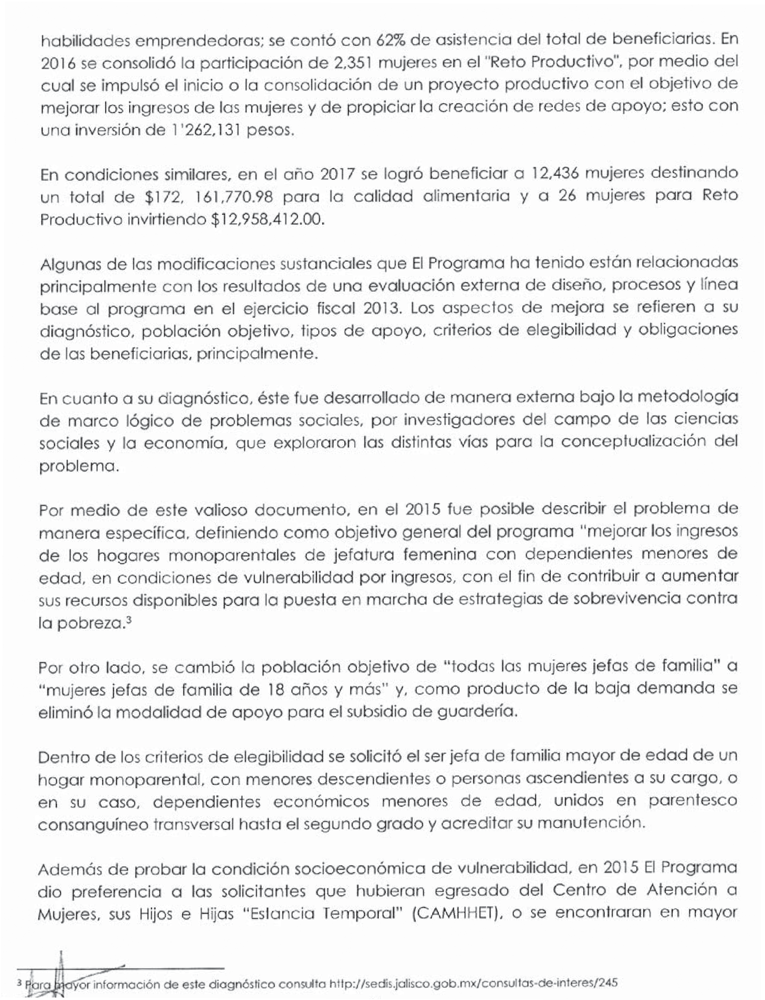 habilidades emprendedoras; se contó con 62% de asistencia del total de beneficiarias. En
2016 se consolidó la participación de 2,351 mujeres en el "Reto Productivo", por medio del
cual se impulsó el inicio o la consolidación de un proyecto productivo con el objetivo de
mejorar los ingresos de las mujeres y de propiciar la creación de redes de apoyo; esto con
una inversión de 1'262,131 pesos.

En condiciones similares, en el año 2017 se logró beneficiar a 12,436 mujeres destinando
un total de $172, 161,770.98 para la calidad alimentaria y a 26 mujeres para Reto
Productivo invirtiendo $12,958,412.00.

Algunas de las modificaciones sustanciales que El Programa ha tenido están relacionadas
principalmente con los resultados de una evaluación externa de diseño, procesos y línea
base al programa en el ejercicio fiscal 2013. Los aspectos de mejora se refieren a su
diagnóstico, población objetivo, tipos de apoyo, criterios de elegibilidad y obligaciones
de las beneficiarias, principalmente.

En cuanto a su diagnóstico, éste fue desarrollado de manera externa bajo la metodología
de marco lógico de problemas sociales, por investigadores del campo de las ciencias
sociales y la economía, que exploraron las distintas vías para la conceptualización del
problema.

Por medio de este valioso documento, en el 2015 fue posible describir el problema de
manera específica, definiendo como objetivo general del programa "mejorar los ingresos
de los hogares monoparentales de jefatura femenina con dependientes menores de
edad, en condiciones de vulnerabilidad por ingresos, con el fin de contribuir a aumentar
sus recursos disponibles para la puesta en marcha de estrategias de sobrevivencia contra
la pobreza.³

Por otro lado, se cambió la población objetivo de "todas las mujeres jefas de familia" a
"mujeres jefas de familia de 18 años y más" y, como producto de la baja demanda se
eliminó la modalidad de apoyo para el subsidio de guardería.

Dentro de los criterios de elegibilidad se solicitó el ser jefa de familia mayor de edad de un
hogar monoparental, con menores descendientes o personas ascendientes a su cargo, o
en su caso, dependientes económicos menores de edad, unidos en parentesco
consanguíneo transversal hasta el segundo grado y acreditar su manutención.

Además de probar la condición socioeconómica de vulnerabilidad, en 2015 El Programa
dio preferencia a las solicitantes que hubieran egresado del Centro de Atención a
Mujeres, sus Hijos e Hijas "Estancia Temporal" (CAMHHET), o se encontraran en mayor

³ Para mayor información de este diagnóstico consulta http://sedis.jalisco.gob.mx/consultas-de-interes/245